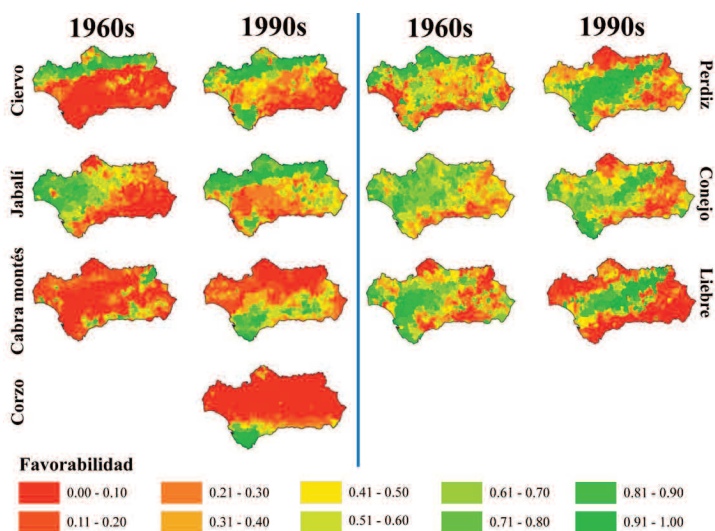 1960s 1990s 1960s 1990s
Ciervo
Perdiz
Jabalí
Conejo
Cabra montés
Liebre
Corzo
Favorabilidad
0.00 - 0.10 0.21 - 0.30 0.41 - 0.50 0.61 - 0.70 0.81 - 0.90
0.11 - 0.20 0.31 - 0.40 0.51 - 0.60 0.71 - 0.80 0.91 - 1.00